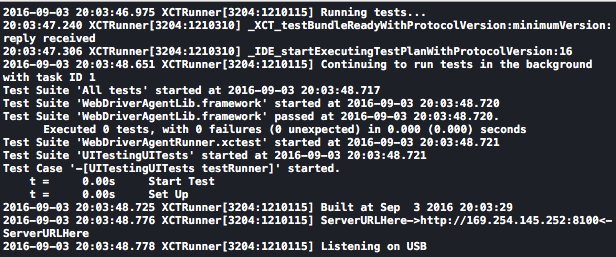 2016-09-03 20:03:46.975 XCTRunner[3204:1210115] Running tests...
2016-09-03 20:03:47.240 XCTRunner[3204:1210310] _XCT_testBundleReadyWithProtocolVersion:minimumVersion:
reply received
2016-09-03 20:03:47.306 XCTRunner[3204:1210310] _IDE_startExecutingTestPlanWithProtocolVersion:16
2016-09-03 20:03:48.651 XCTRunner[3204:1210115] Continuing to run tests in the background
with task ID 1
Test Suite 'All tests' started at 2016-09-03 20:03:48.717
Test Suite 'WebDriverAgentLib.framework' started at 2016-09-03 20:03:48.720
Test Suite 'WebDriverAgentLib.framework' passed at 2016-09-03 20:03:48.720.
Executed 0 tests, with 0 failures (0 unexpected) in 0.000 (0.000) seconds
Test Suite 'WebDriverAgentRunner.xctest' started at 2016-09-03 20:03:48.721
Test Suite 'UITestingUITests' started at 2016-09-03 20:03:48.721
Test Case '-[UITestingUITests testRunner]' started.
t = 0.00s Start Test
t = 0.00s Set Up
2016-09-03 20:03:48.725 XCTRunner[3204:1210115] Built at Sep  3 2016 20:03:29
2016-09-03 20:03:48.776 XCTRunner[3204:1210115] ServerURLHere->http://169.254.145.252:8100<-
ServerURLHere
2016-09-03 20:03:48.778 XCTRunner[3204:1210115] Listening on USB